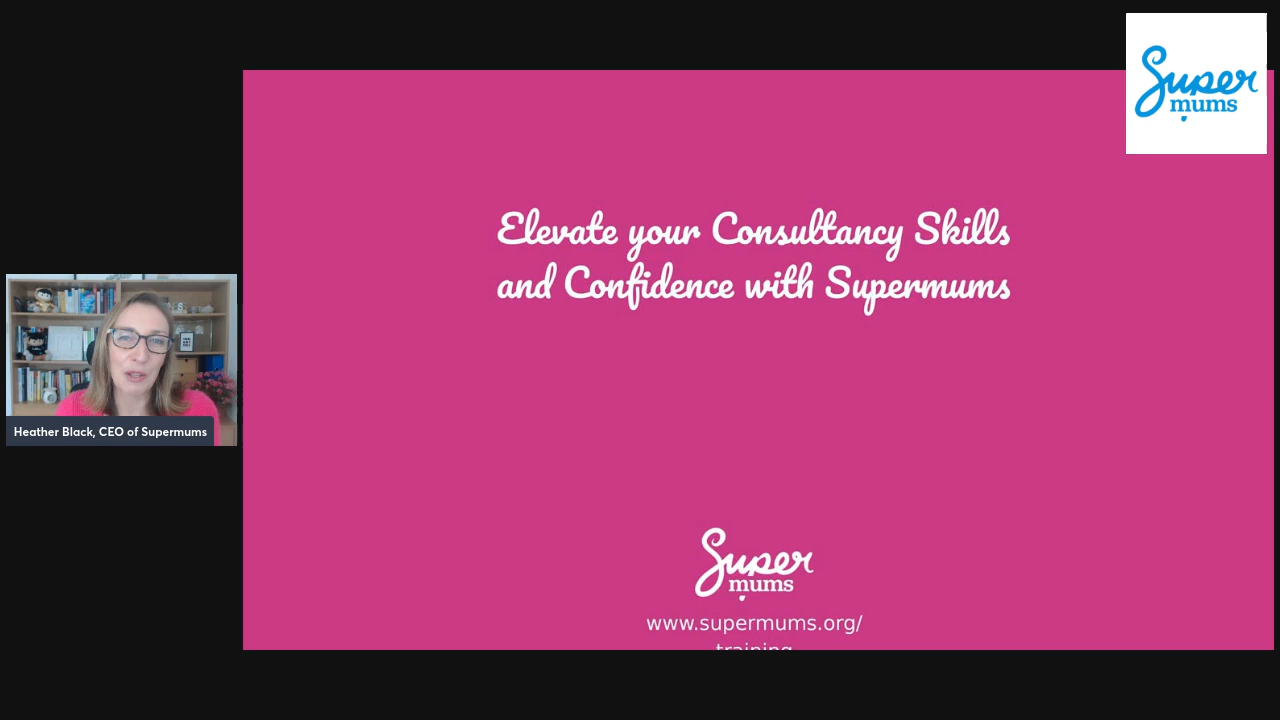 Super
mums
Elevate your Consultancy Skills
and Confidence with Supermums
Heather Black, CEO of Supermums
Super
mums
www.supermums.org/
training